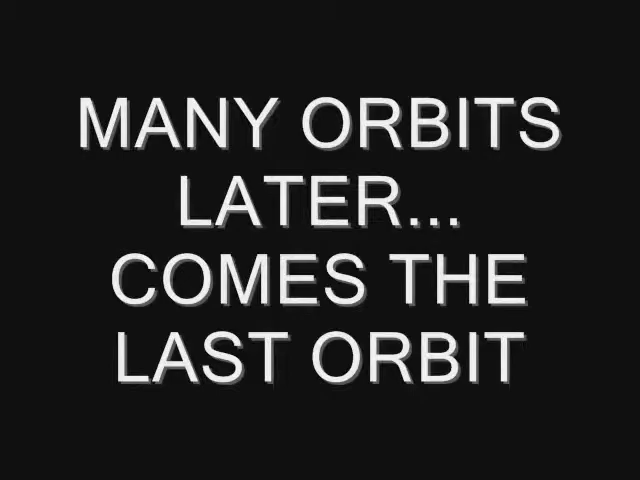 MANY ORBITS
LATER...
COMES THE
LAST ORBIT